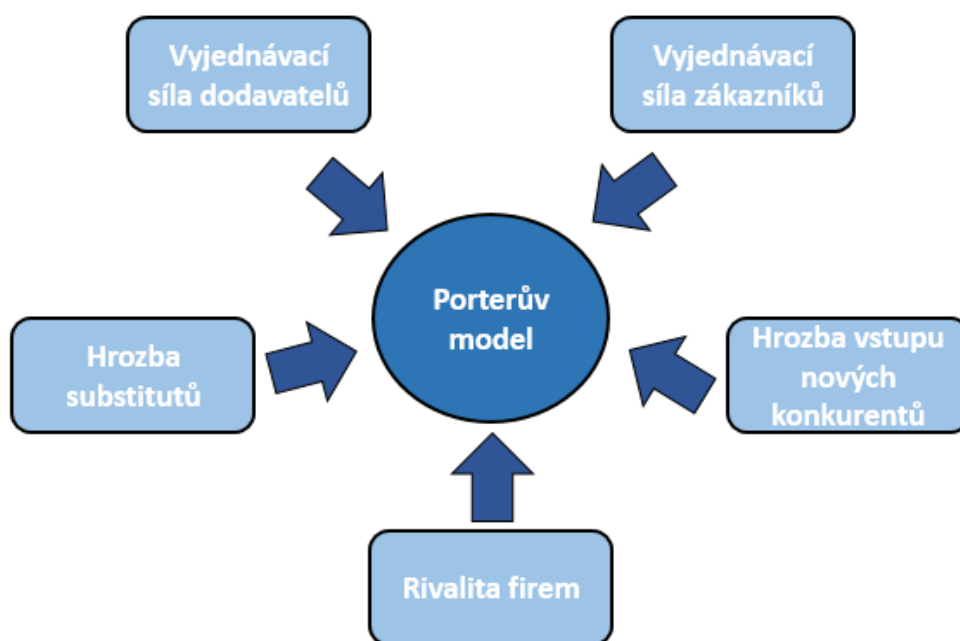 Vyjednávací
síla dodavatelů
Vyjednávací
síla zákazníků
Porterův
model
Hrozba
substitutů
Hrozba vstupu
nových
konkurentů
Rivalita firem